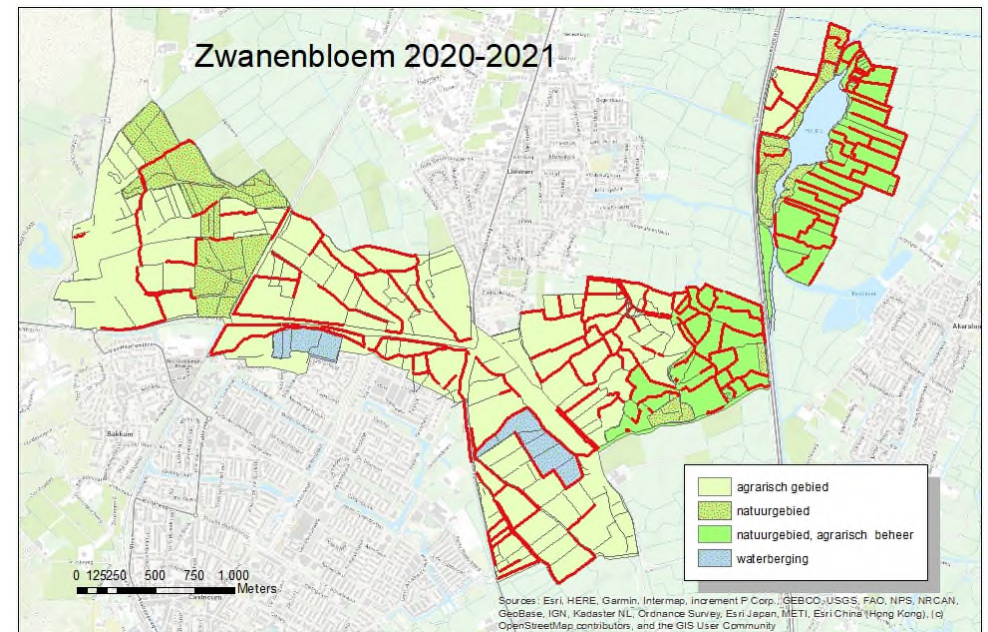 Zwanenbloem 2020-2021
Limmen
Bakkum
Castricum
Akersloot
agrarisch gebied
natuurgebied
natuurgebied, agrarisch beheer
waterberging
0 125250 500 750 1.000
Meters
Sources: Esri, HERE, Garmin, Intermap, increment P Corp., GEBCO, USGS, FAO, NPS, NRCAN,
GeoBase, IGN, Kadaster NL, Ordnance Survey, Esri Japan, METI, Esri China (Hong Kong), (c)
OpenStreetMap contributors, and the GIS User Community